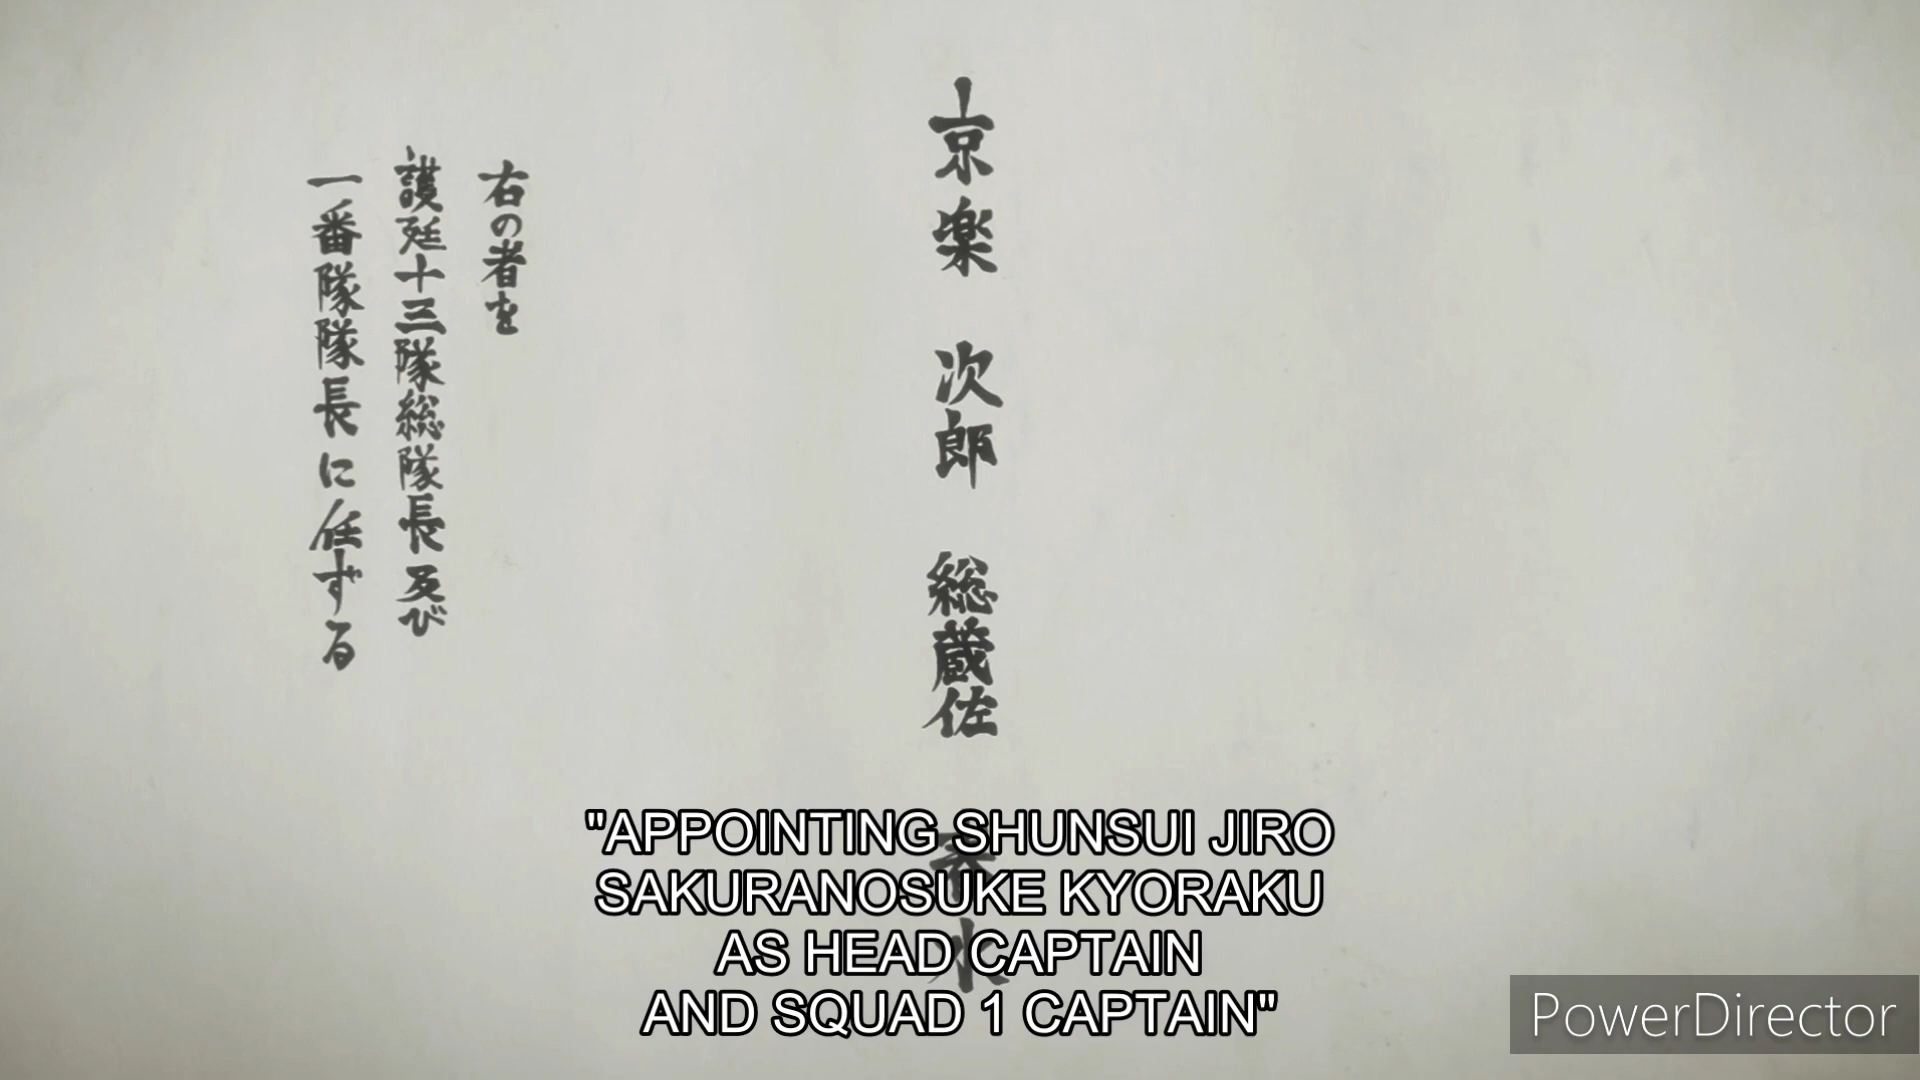 京楽 次郎 総蔵佐 春水
右の者を
護廷十三隊総隊長及び
一番隊隊長に任ずる
"APPOINTING SHUNSUI JIRO
SAKURANOSUKE KYORAKU
AS HEAD CAPTAIN
AND SQUAD 1 CAPTAIN"
PowerDirector